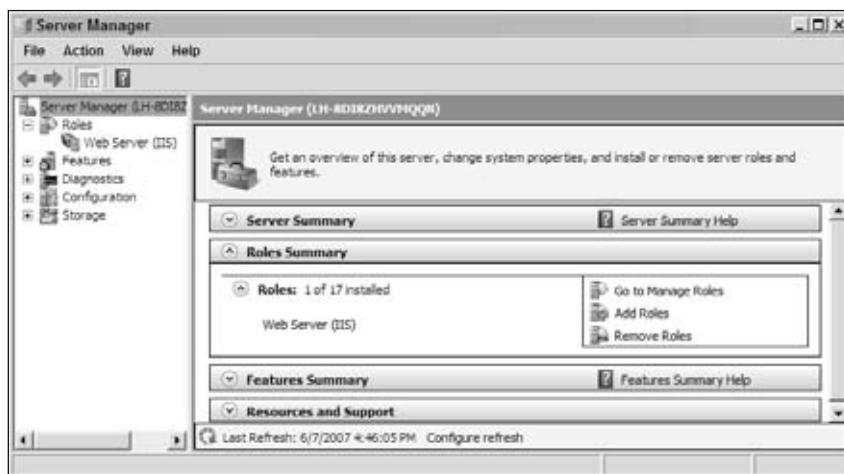 Server Manager
File Action View Help
Server Manager (LH-8DI8Z
Roles
Web Server (IIS)
Features
Diagnostics
Configuration
Storage
Server Manager (LH-8DI8ZHVVMQQN)
Get an overview of this server, change system properties, and install or remove server roles and
features.
Server Summary
Server Summary Help
Roles Summary
Roles: 1 of 17 installed
Web Server (IIS)
Go to Manage Roles
Add Roles
Remove Roles
Features Summary
Features Summary Help
Resources and Support
Last Refresh: 6/7/2007 4:46:05 PM Configure refresh